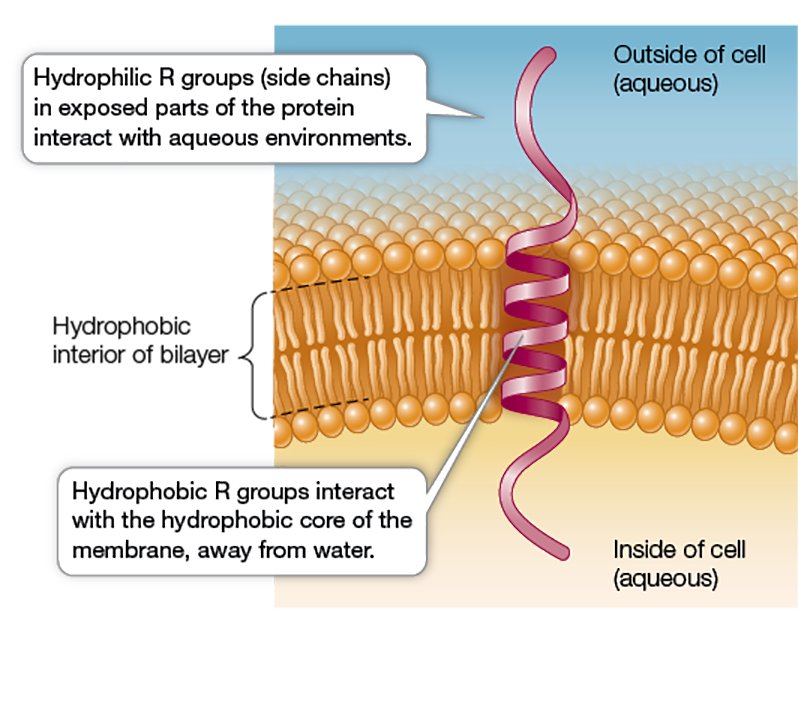 Outside of cell
(aqueous)
Hydrophilic R groups (side chains)
in exposed parts of the protein
interact with aqueous environments.
Hydrophobic
interior of bilayer
Hydrophobic R groups interact
with the hydrophobic core of the
membrane, away from water.
Inside of cell
(aqueous)